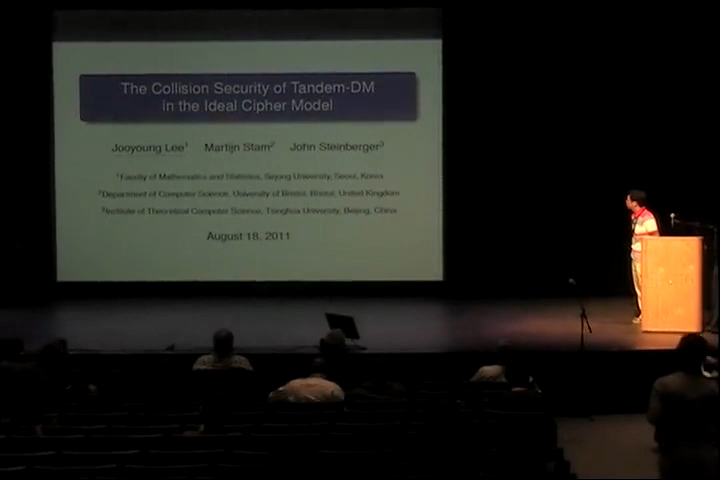 The Collision Security of Tandem-DM
in the Ideal Cipher Model
Jooyoung Lee¹ Martijn Stam² John Steinberger³
¹Faculty of Mathematics and Statistics, Sejong University, Seoul, Korea
²Department of Computer Science, University of Bristol, Bristol, United Kingdom
³Institute of Theoretical Computer Science, Tsinghua University, Beijing, China
August 18, 2011